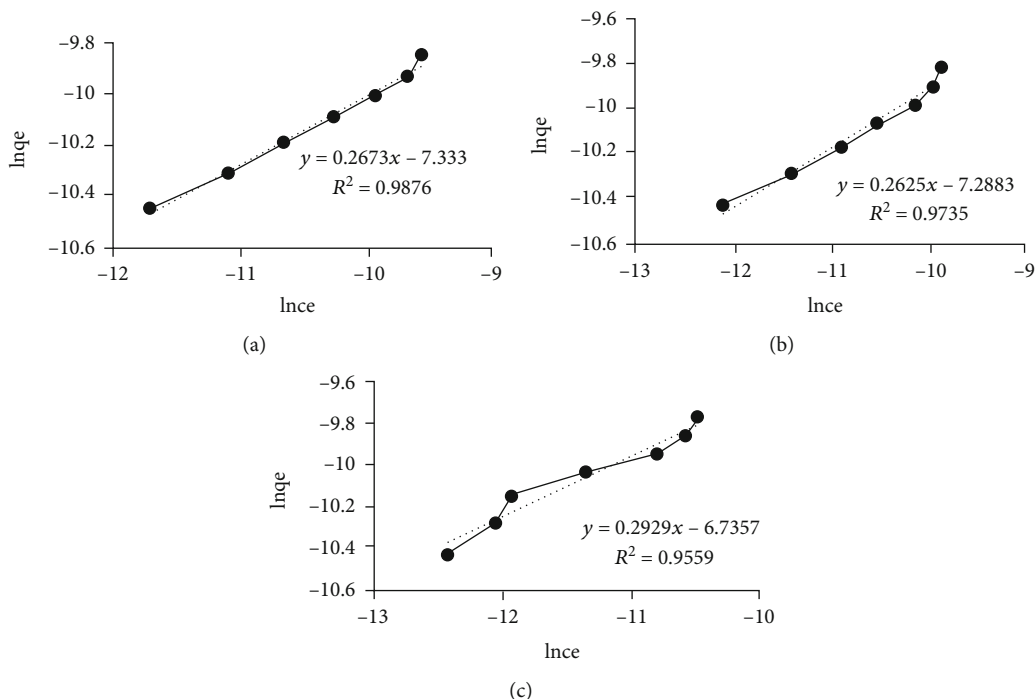 −9.8
−10
−10.2
−10.4
−10.6
lnqe
−12
−11
−10
−9
lnce
y = 0.2673x − 7.333
R² = 0.9876
(a)
−9.6
−9.8
−10
−10.2
−10.4
−10.6
lnqe
−13
−12
−11
−10
−9
lnce
y = 0.2625x − 7.2883
R² = 0.9735
(b)
−9.6
−9.8
−10
−10.2
−10.4
−10.6
lnqe
−13
−12
−11
−10
lnce
y = 0.2929x − 6.7357
R² = 0.9559
(c)